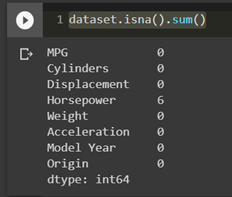 1 dataset.isna().sum()
MPG 0
Cylinders 0
Displacement 0
Horsepower 6
Weight 0
Acceleration 0
Model Year 0
Origin 0
dtype: int64